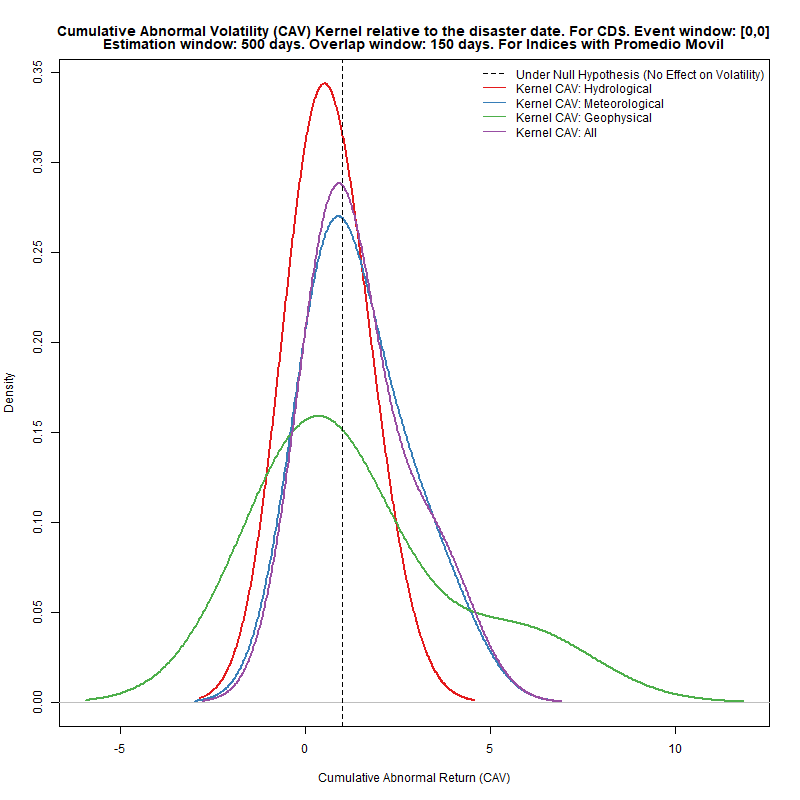 Cumulative Abnormal Volatility (CAV) Kernel relative to the disaster date. For CDS. Event window: [0,0]
Estimation window: 500 days. Overlap window: 150 days. For Indices with Promedio Movil
Under Null Hypothesis (No Effect on Volatility)
Kernel CAV: Hydrological
Kernel CAV: Meteorological
Kernel CAV: Geophysical
Kernel CAV: All
Density
0.35
0.30
0.25
0.20
0.15
0.10
0.05
0.00
-5
0
5
10
Cumulative Abnormal Return (CAV)